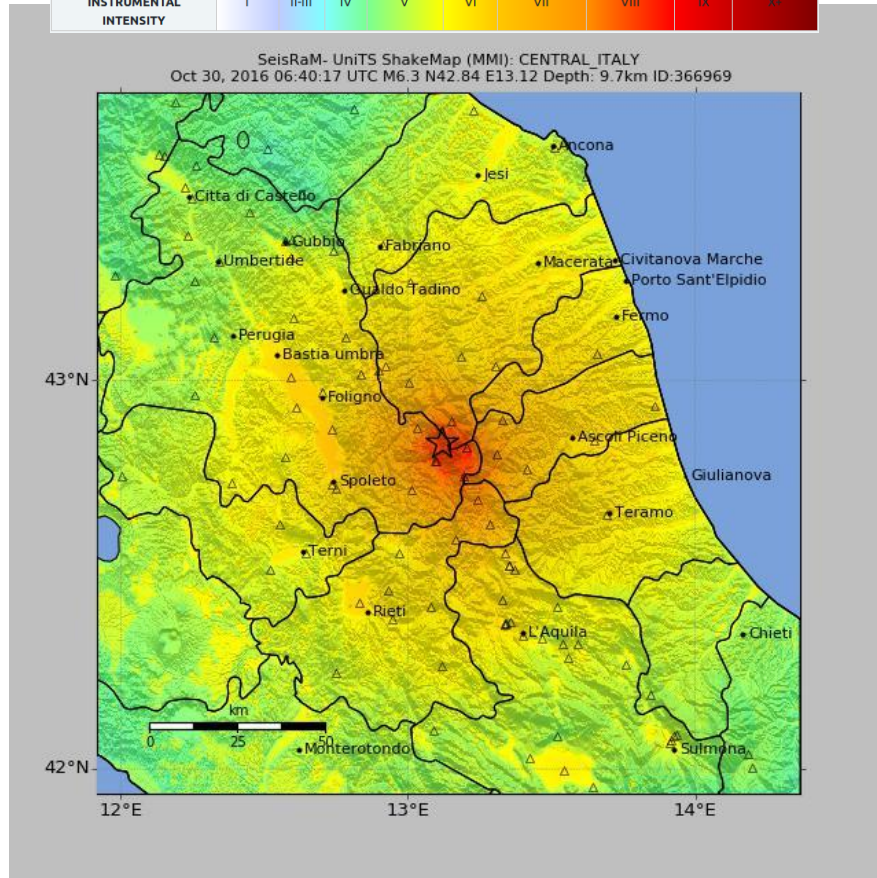 INSTRUMENTAL
INTENSITY
I II-III IV V VI VII VIII IX
SeisRaM- UniTS ShakeMap (MMI): CENTRAL_ITALY
Oct 30, 2016 06:40:17 UTC M6.3 N42.84 E13.12 Depth: 9.7km ID:366969
Ancona
Jesi
Citta di Castello
Gubbio
Fabriano
Umbertide
Macerata
Civitanova Marche
Porto Sant'Elpidio
Gualdo Tadino
Fermo
Perugia
Bastia umbra
43°N
Foligno
Ascoli Piceno
Spoleto
Giulianova
Teramo
Terni
Rieti
L'Aquila
Chieti
km
0 25 50
Monterotondo
Sulmona
42°N
12°E 13°E 14°E